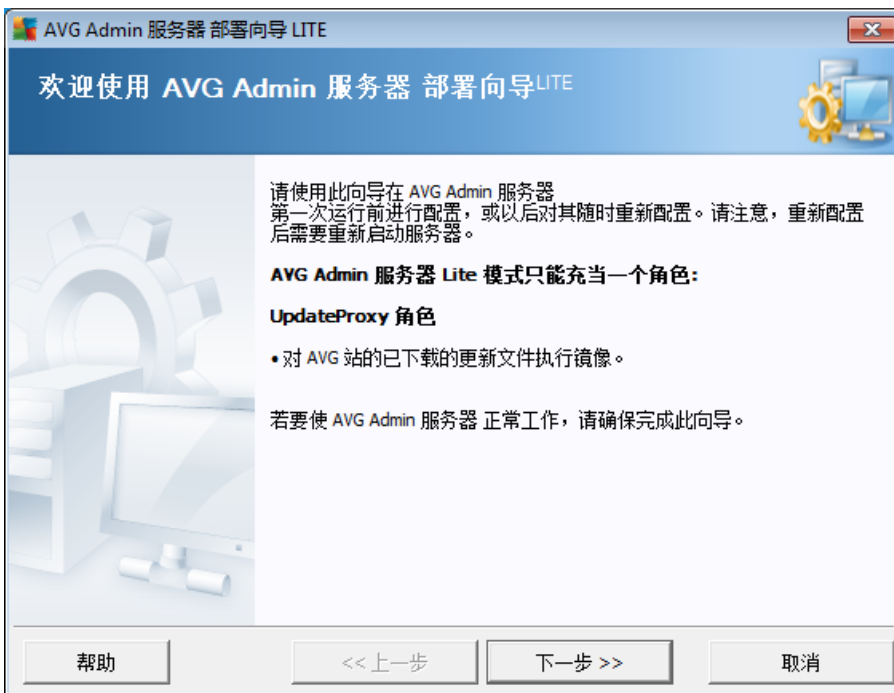 AVG Admin 服务器 部署向导 LITE
欢迎使用 AVG Admin 服务器 部署向导LITE
请使用此向导在 AVG Admin 服务器
第一次运行前进行配置，或以后对其随时重新配置。请注意，重新配置
后需要重新启动服务器。
AVG Admin 服务器 Lite 模式只能充当一个角色:
UpdateProxy 角色
• 对 AVG 站的已下载的更新文件执行镜像。
若要使 AVG Admin 服务器 正常工作，请确保完成此向导。
帮助
<< 上一步
下一步 >>
取消